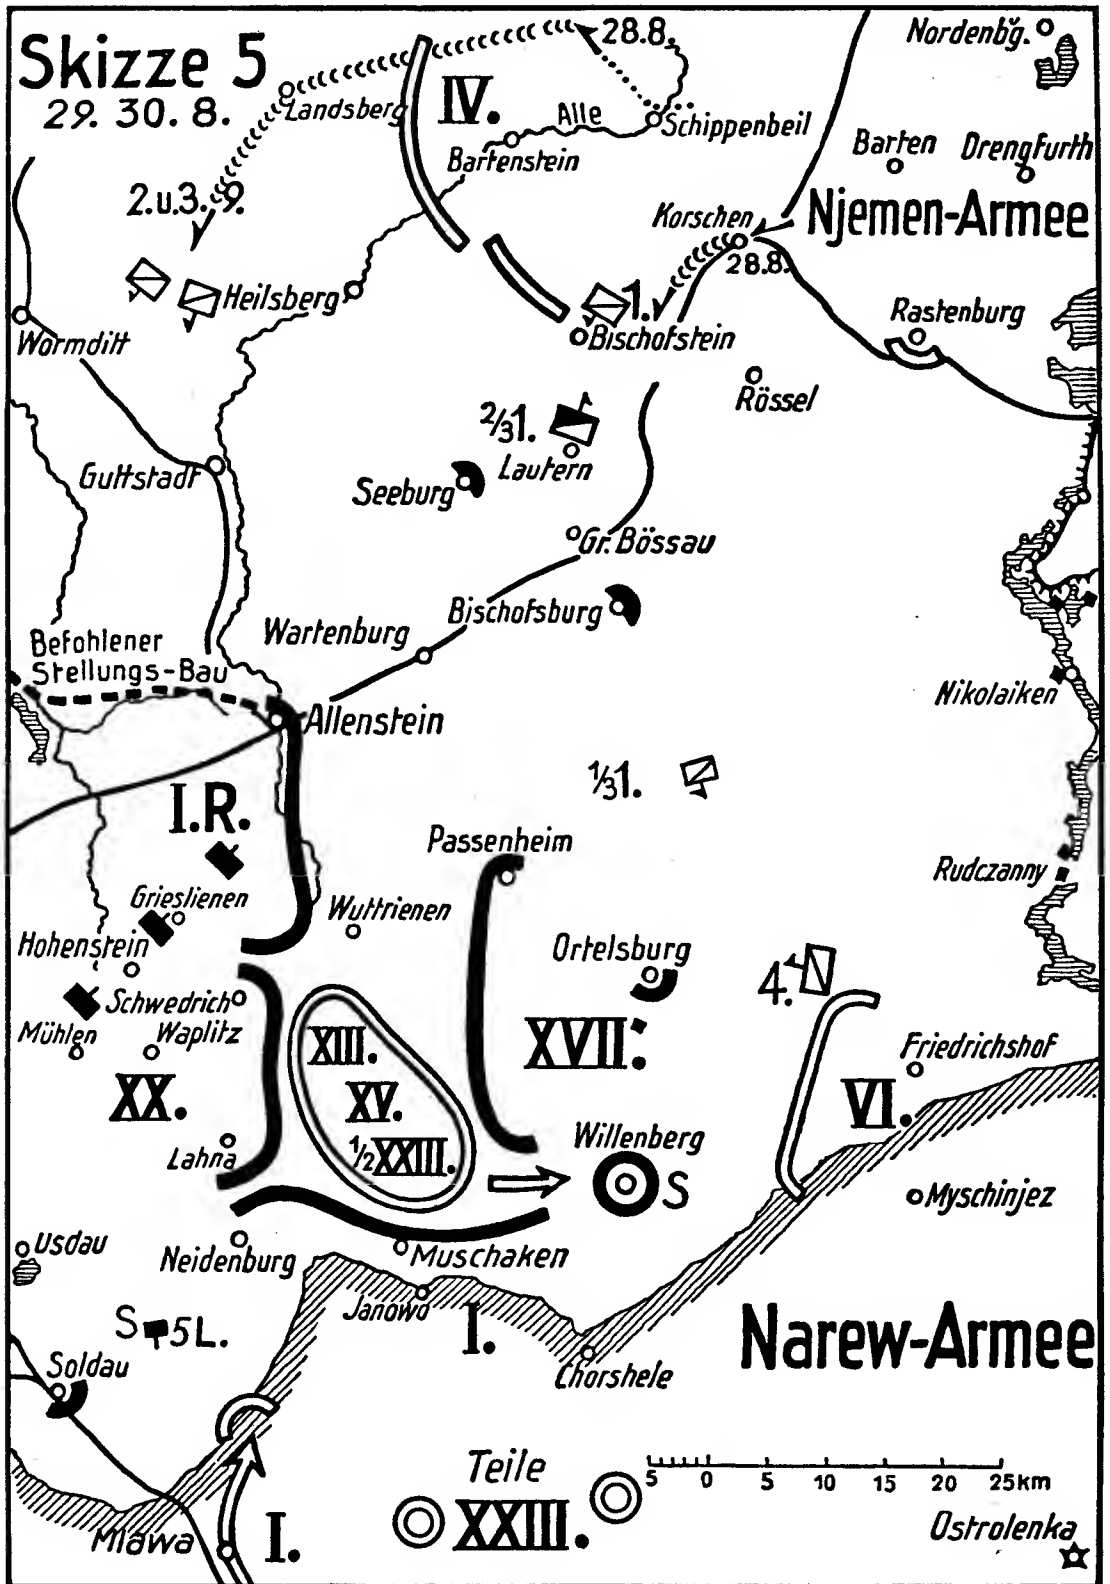 Skizze 5
29. 30. 8.
28.8.
Nordenbg.
Landsberg
IV.
Alle
Schippenbeil
Bartenstein
Barten
Drengfurth
2.u.3.9.
Korschen
Njemen-Armee
28.8.
Heilsberg
1.
Rastenburg
Wormditt
Bischofstein
Rössel
2/3 1.
Lautern
Guttstadt
Seeburg
Gr. Bössau
Bischofsburg
Wartenburg
Befohlener
Stellungs-Bau
Nikolaiken
Allenstein
1/3 1.
I.R.
Passenheim
Rudczanny
Grieslienen
Wuttrienen
Hohenstein
Ortelsburg
4.
Schwedrich
Mühlen
Waplitz
XIII.
XVII.
Friedrichshof
XX.
XV.
VI.
Lahna
1/2 XXIII.
Willenberg
S
Myschinjez
Usdau
Neidenburg
Muschaken
Janowo
I.
S 5L.
Narew-Armee
Soldau
Chorshele
Teile
XXIII.
5 0 5 10 15 20 25km
Mlawa
I.
Ostrolenka